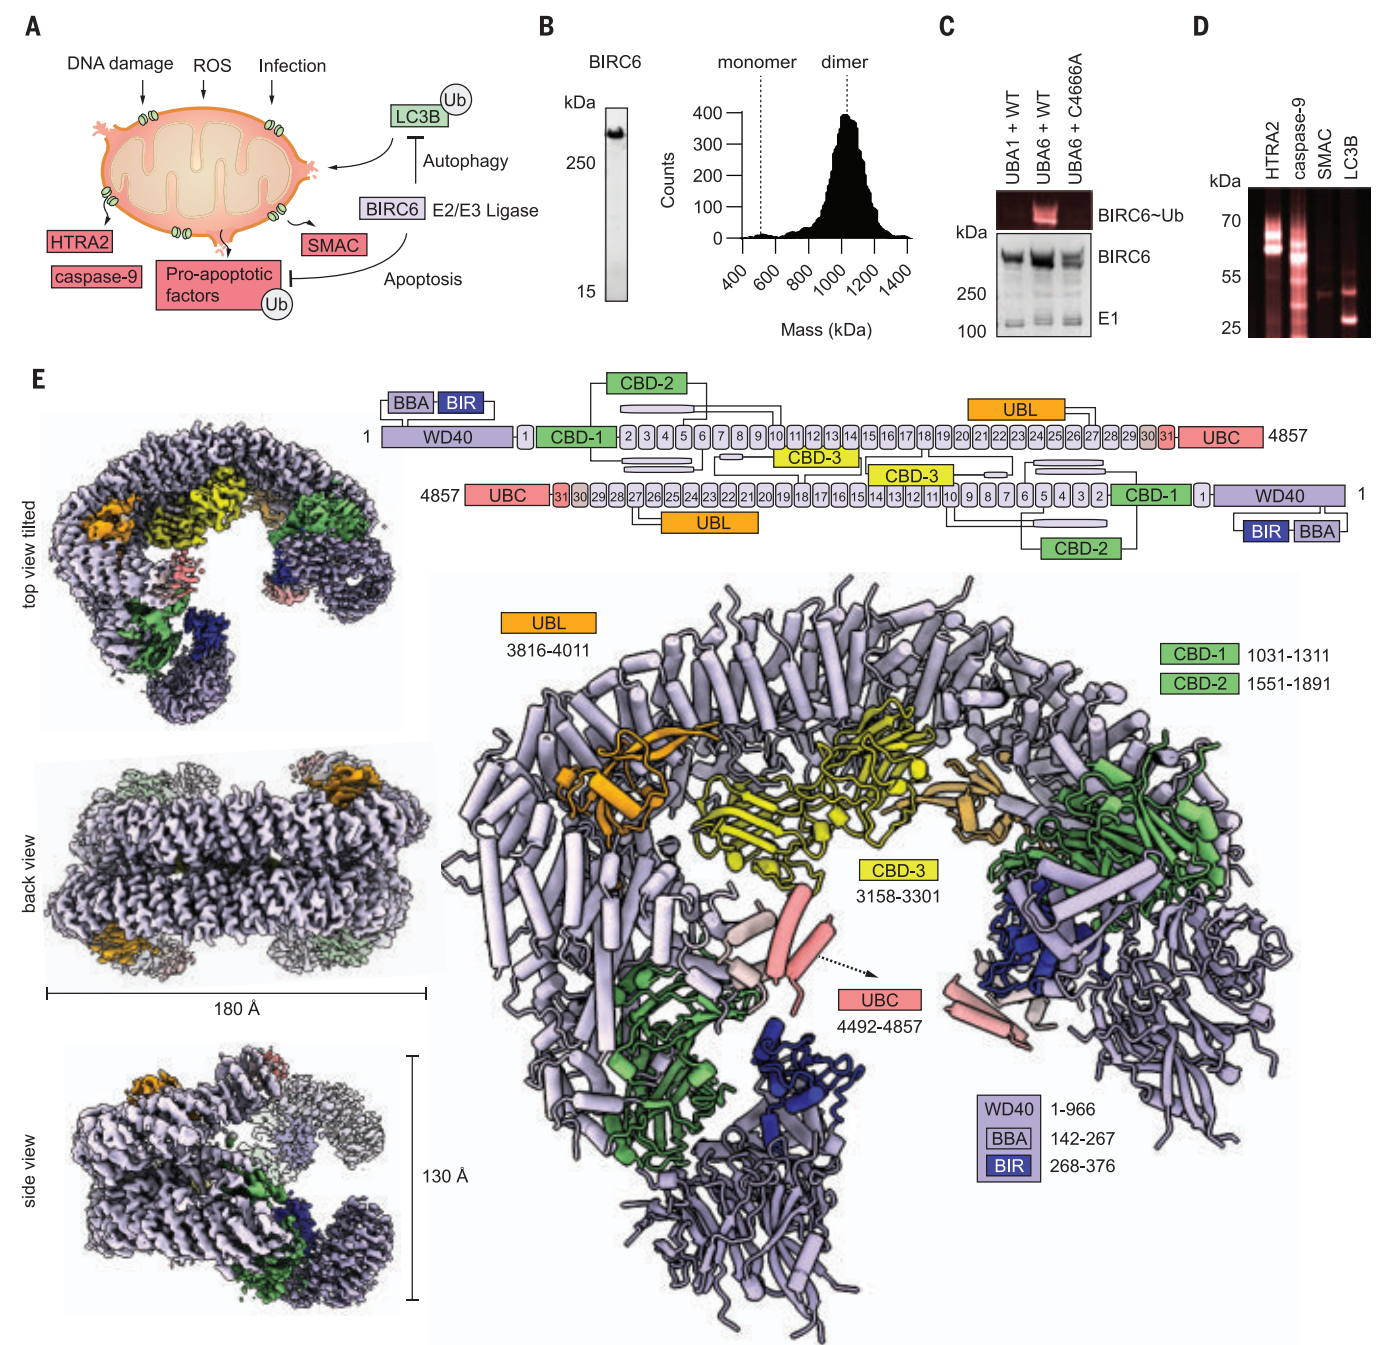 A
DNA damage
ROS
Infection
Ub
LC3B
Autophagy
BIRC6
E2/E3 Ligase
HTRA2
SMAC
caspase-9
Pro-apoptotic
factors
Ub
Apoptosis
B
BIRC6
kDa
250
15
monomer
dimer
400
300
200
100
0
Counts
400
600
800
1000
1200
1400
Mass (kDa)
C
UBA1 + WT
UBA6 + WT
UBA6 + C4666A
BIRC6~Ub
kDa
BIRC6
250
E1
100
D
HTRA2
caspase-9
SMAC
LC3B
kDa
70
55
25
E
top view tilted
back view
180 Å
side view
130 Å
CBD-2
BBA
BIR
UBL
1
WD40
1
CBD-1
2 3 4 5 6 7 8 9 10 11 12 13 14 15 16 17 18 19 20 21 22 23 24 25 26 27 28 29 30 31
UBC
4857
CBD-3
CBD-3
4857
UBC
31 30 29 28 27 26 25 24 23 22 21 20 19 18 17 16 15 14 13 12 11 10 9 8 7 6 5 4 3 2
CBD-1
1
WD40
1
UBL
BIR
BBA
CBD-2
UBL
3816-4011
CBD-1
1031-1311
CBD-2
1551-1891
CBD-3
3158-3301
UBC
4492-4857
WD40
1-966
BBA
142-267
BIR
268-376